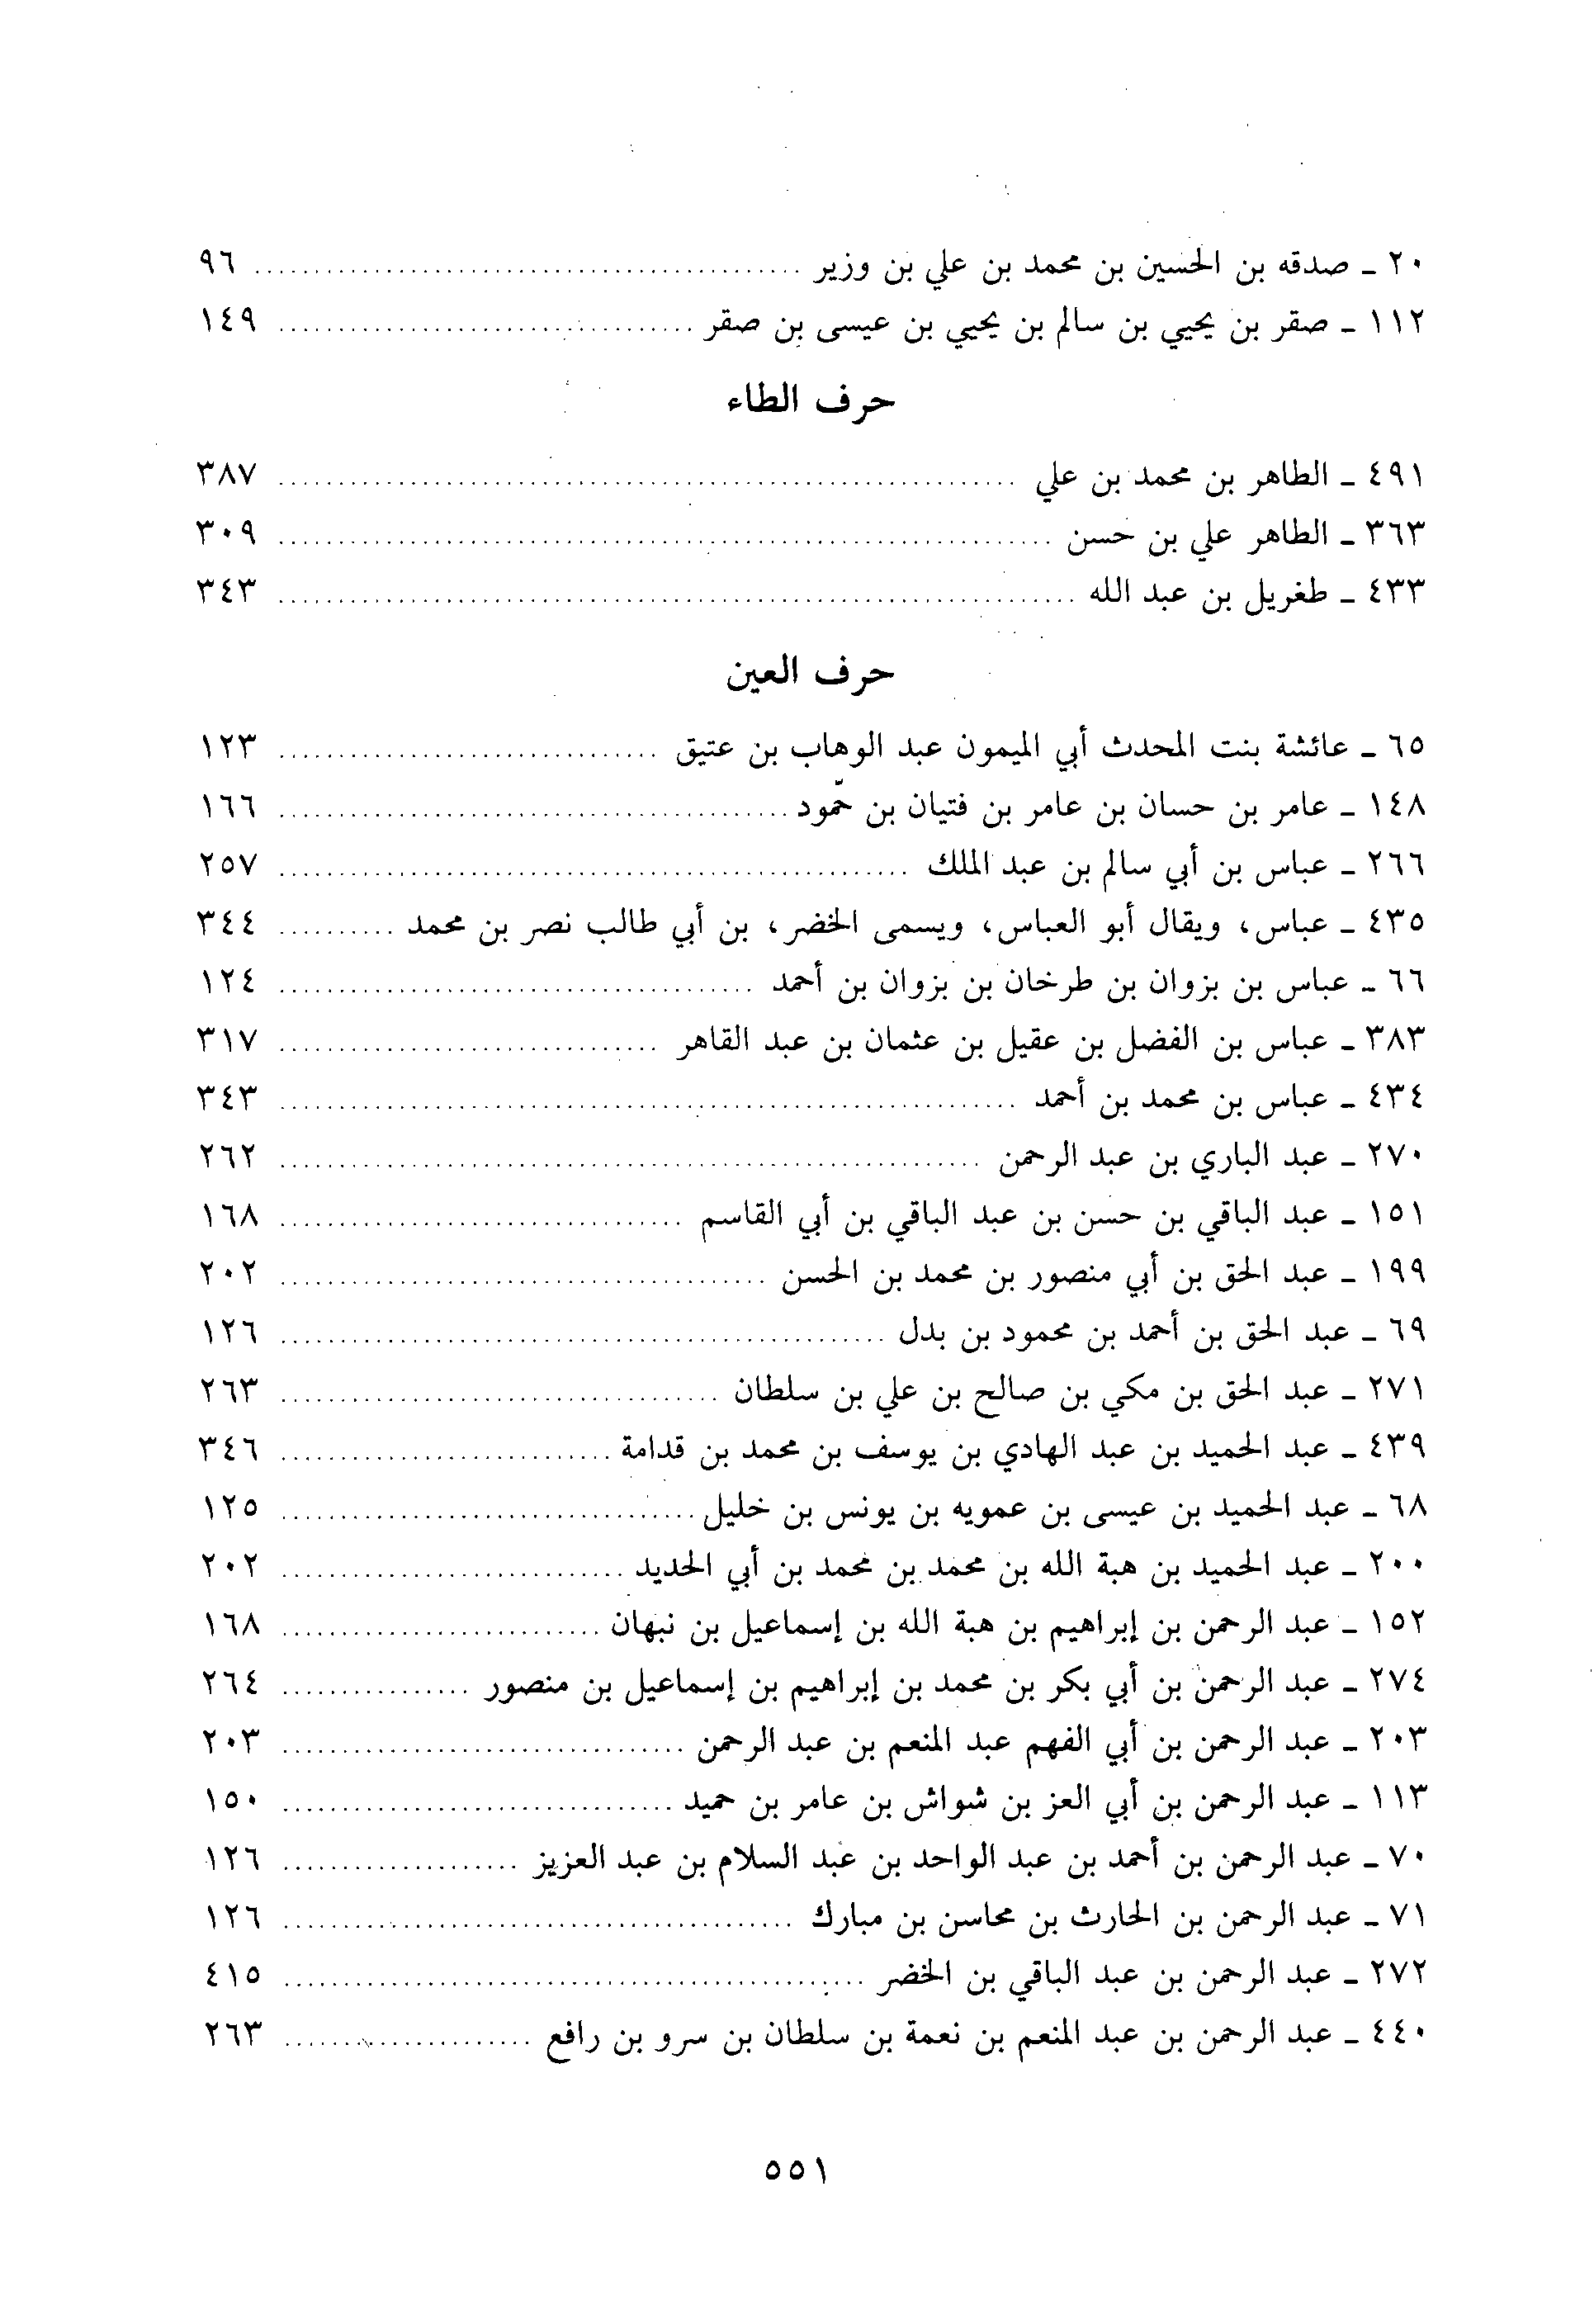 ٢٠ ـ صدقه بن الحسين بن محمد بن علي بن وزير ........ ٩٦
١١٢ ـ صقر بن يحيي بن سالم بن يحيي بن عيسى بن صقر ........ ١٤٩
حرف الطاء
٤٩١ ـ الطاهر بن محمد بن علي ........ ٣٨٧
٣٦٣ ـ الطاهر علي بن حسن ........ ٣٠٩
٤٣٣ ـ طغريل بن عبد الله ........ ٣٤٣
حرف العين
٦٥ ـ عائشة بنت المحدث أبي الميمون عبد الوهاب بن عتيق ........ ١٢٣
١٤٨ ـ عامر بن حسان بن عامر بن فتيان بن حمّود ........ ١٦٦
٢٦٦ ـ عباس بن أبي سالم بن عبد الملك ........ ٢٥٧
٤٣٥ ـ عباس، ويقال أبو العباس، ويسمى الخضر، بن أبي طالب نصر بن محمد ........ ٣٤٤
٦٦ ـ عباس بن بزوان بن طرخان بن بزوان بن أحمد ........ ١٢٤
٣٨٣ ـ عباس بن الفضل بن عقيل بن عثمان بن عبد القاهر ........ ٣١٧
٤٣٤ ـ عباس بن محمد بن أحمد ........ ٣٤٣
٢٧٠ ـ عبد الباري بن عبد الرحمن ........ ٢٦٢
١٥١ ـ عبد الباقي بن حسن بن عبد الباقي بن أبي القاسم ........ ١٦٨
١٩٩ ـ عبد الحق بن أبي منصور بن محمد بن الحسن ........ ٢٠٢
٦٩ ـ عبد الحق بن أحمد بن محمود بن بدل ........ ١٢٦
٢٧١ ـ عبد الحق بن مكي بن صالح بن علي بن سلطان ........ ٢٦٣
٤٣٩ ـ عبد الحميد بن عبد الهادي بن يوسف بن محمد بن قدامة ........ ٣٤٦
٦٨ ـ عبد الحميد بن عيسى بن عمويه بن يونس بن خليل ........ ١٢٥
٢٠٠ ـ عبد الحميد بن هبة الله بن محمد بن محمد بن أبي الحديد ........ ٢٠٢
١٥٢ ـ عبد الرحمن بن إبراهيم بن هبة الله بن إسماعيل بن نبهان ........ ١٦٨
٢٧٤ ـ عبد الرحمن بن أبي بكر بن محمد بن إبراهيم بن إسماعيل بن منصور ........ ٢٦٤
٢٠٣ ـ عبد الرحمن بن أبي الفهم عبد المنعم بن عبد الرحمن ........ ٢٠٣
١١٣ ـ عبد الرحمن بن أبي العز بن شواش بن عامر بن حميد ........ ١٥٠
٧٠ ـ عبد الرحمن بن أحمد بن عبد الواحد بن عبد السلام بن عبد العزيز ........ ١٢٦
٧١ ـ عبد الرحمن بن الحارث بن محاسن بن مبارك ........ ١٢٦
٢٧٢ ـ عبد الرحمن بن عبد الباقي بن الخضر ........ ٤١٥
٤٤٠ ـ عبد الرحمن بن عبد المنعم بن نعمة بن سلطان بن سرو بن رافع ........ ٢٦٣
٥٥١